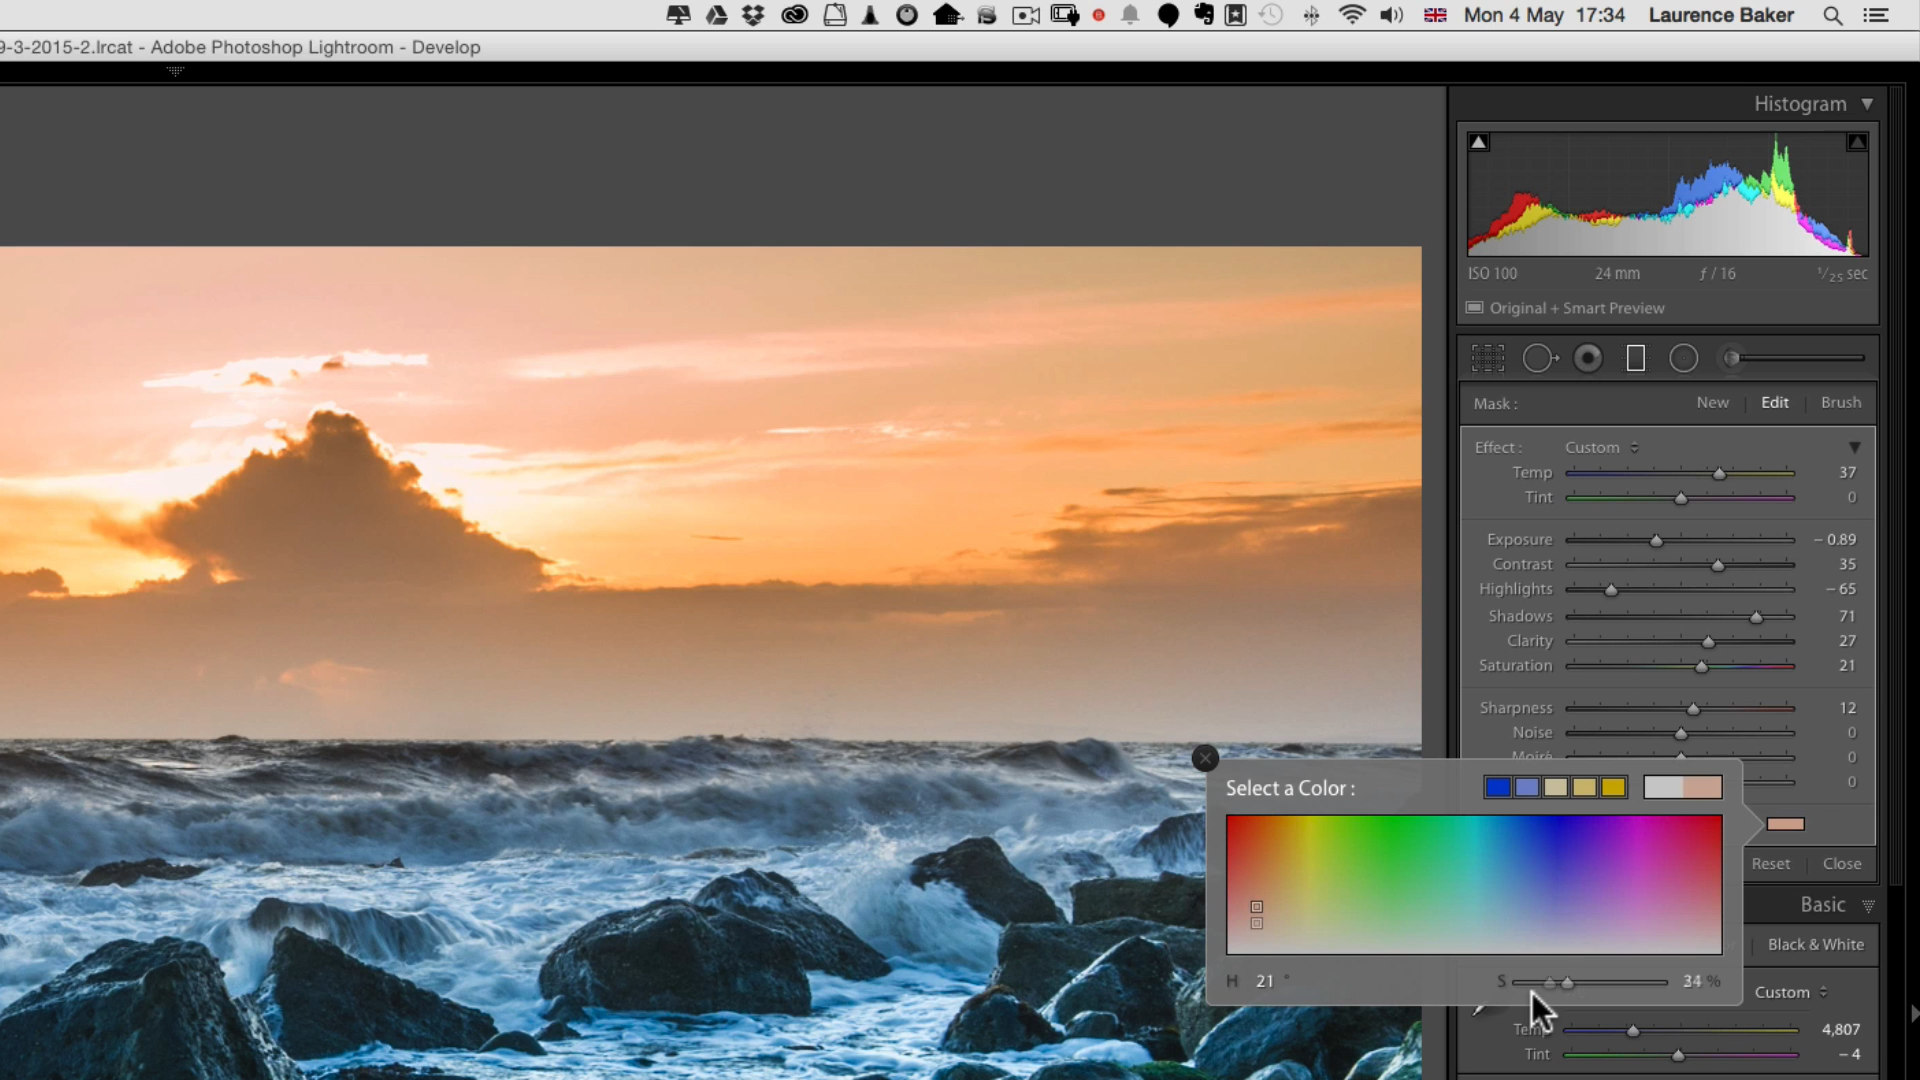 Mon 4 May 17:34 Laurence Baker
9-3-2015-2.lrcat - Adobe Photoshop Lightroom - Develop
Histogram
ISO 100 24 mm ƒ / 16 1/25 sec
Original + Smart Preview
Mask : New Edit Brush
Effect : Custom
Temp 37
Tint 0
Exposure − 0.89
Contrast 35
Highlights − 65
Shadows 71
Clarity 27
Saturation 21
Sharpness 12
Noise 0
Moiré 0
0
Select a Color :
H 21 ° S 34 %
Reset Close
Basic
Black & White
Custom
Temp 4,807
Tint − 4